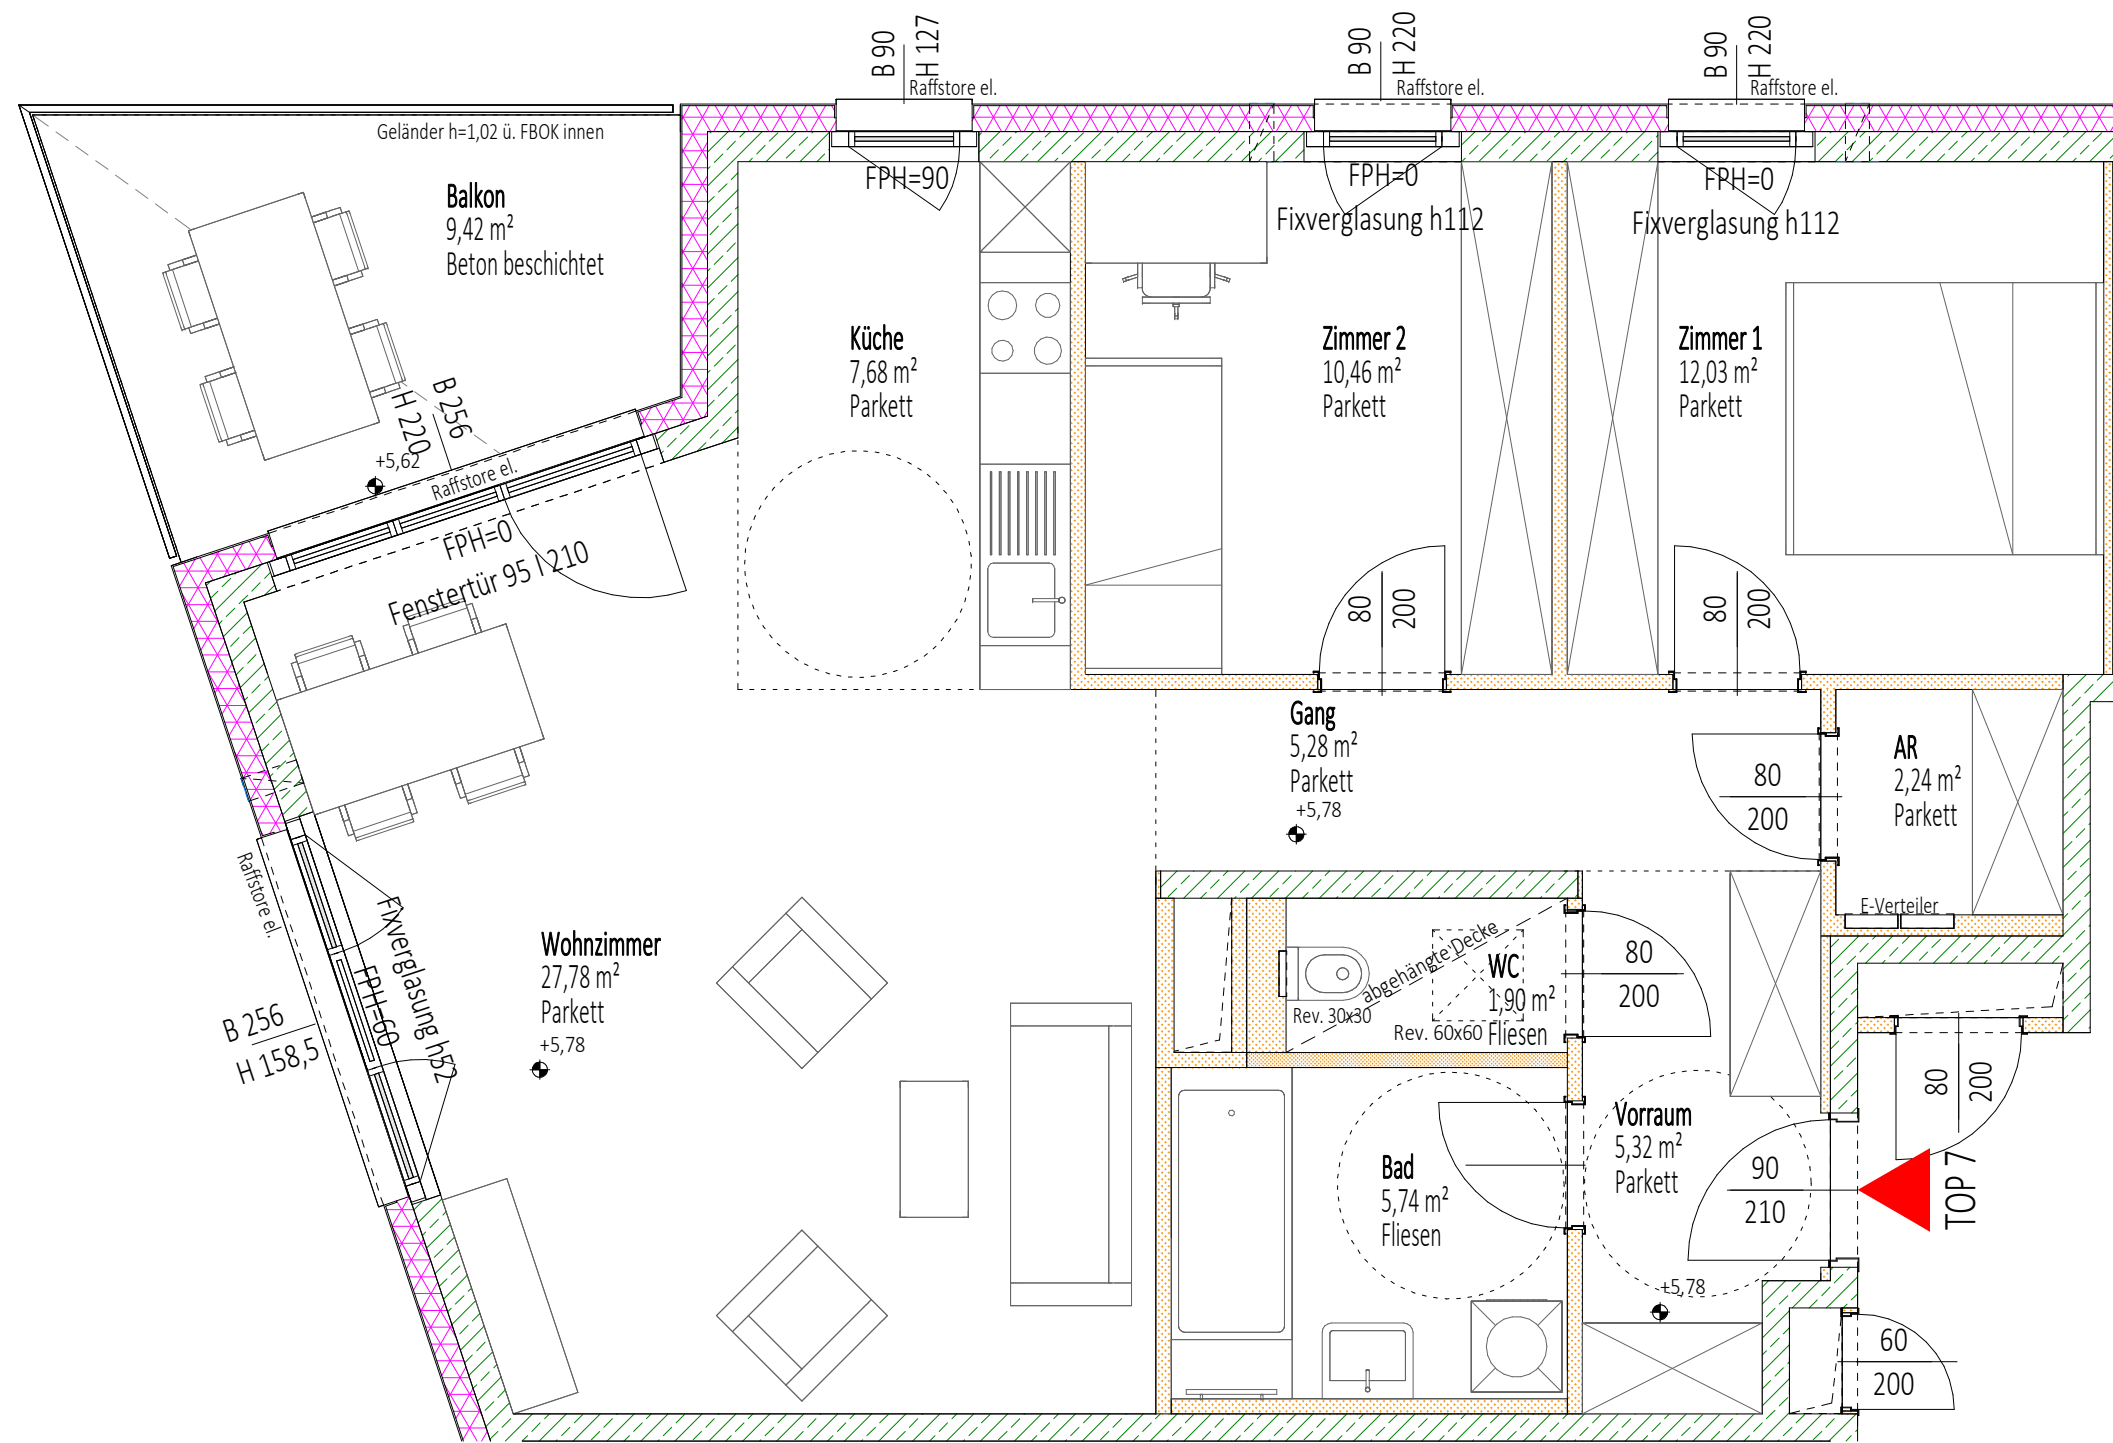 B 90
H 127
Raffstore el.
B 90
H 220
Raffstore el.
B 90
H 220
Raffstore el.
Geländer h=1,02 ü. FBOK innen
Balkon
9,42 m²
Beton beschichtet
FPH=90
FPH=0
Fixverglasung h112
FPH=0
Fixverglasung h112
Küche
7,68 m²
Parkett
Zimmer 2
10,46 m²
Parkett
Zimmer 1
12,03 m²
Parkett
B 256
H 220
+5,62
Raffstore el.
FPH=0
Fenstertür 95 l 210
80
200
80
200
Gang
5,28 m²
Parkett
+5,78
80
200
AR
2,24 m²
Parkett
E-Verteiler
Raffstore el.
Fixverglasung h52
FPH=60
B 256
H 158,5
Wohnzimmer
27,78 m²
Parkett
+5,78
abgehängte Decke
WC
1,90 m²
Fliesen
Rev. 30x30
Rev. 60x60
80
200
80
200
Vorraum
5,32 m²
Parkett
Bad
5,74 m²
Fliesen
90
210
TOP 7
+5,78
60
200